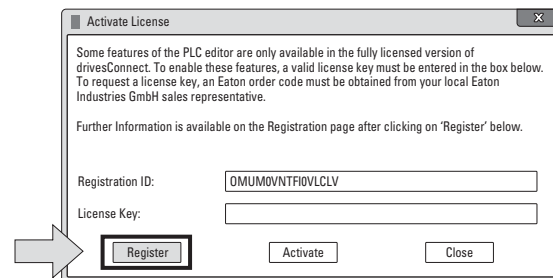 Activate License
x
Some features of the PLC editor are only available in the fully licensed version of
drivesConnect. To enable these features, a valid license key must be entered in the box below.
To request a license key, an Eaton order code must be obtained from your local Eaton
Industries GmbH sales representative.
Further Information is available on the Registration page after clicking on 'Register' below.
Registration ID: OMUM0VNTFI0VLCLV
License Key:
Register Activate Close